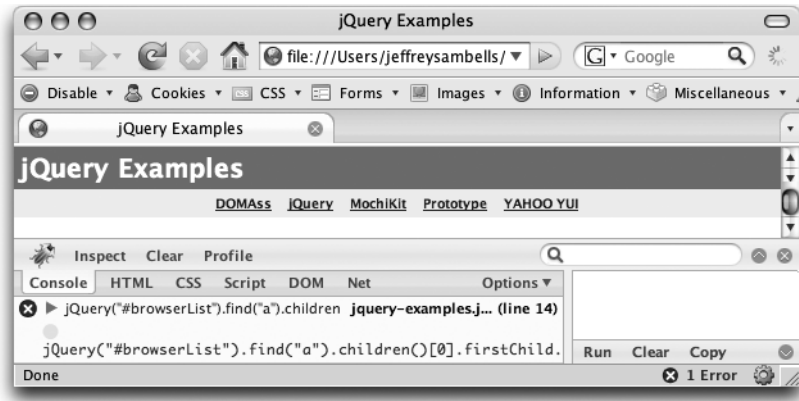 jQuery Examples
file:///Users/jeffreysambells/ G Google
Disable Cookies CSS Forms Images Information Miscellaneous
jQuery Examples
jQuery Examples
DOMAss jQuery MochiKit Prototype YAHOO YUI
Inspect Clear Profile
Console HTML CSS Script DOM Net Options
jQuery("#browserList").find("a").children jquery-examples.j... (line 14)
jQuery("#browserList").find("a").children()[0].firstChild.
Run Clear Copy
Done 1 Error